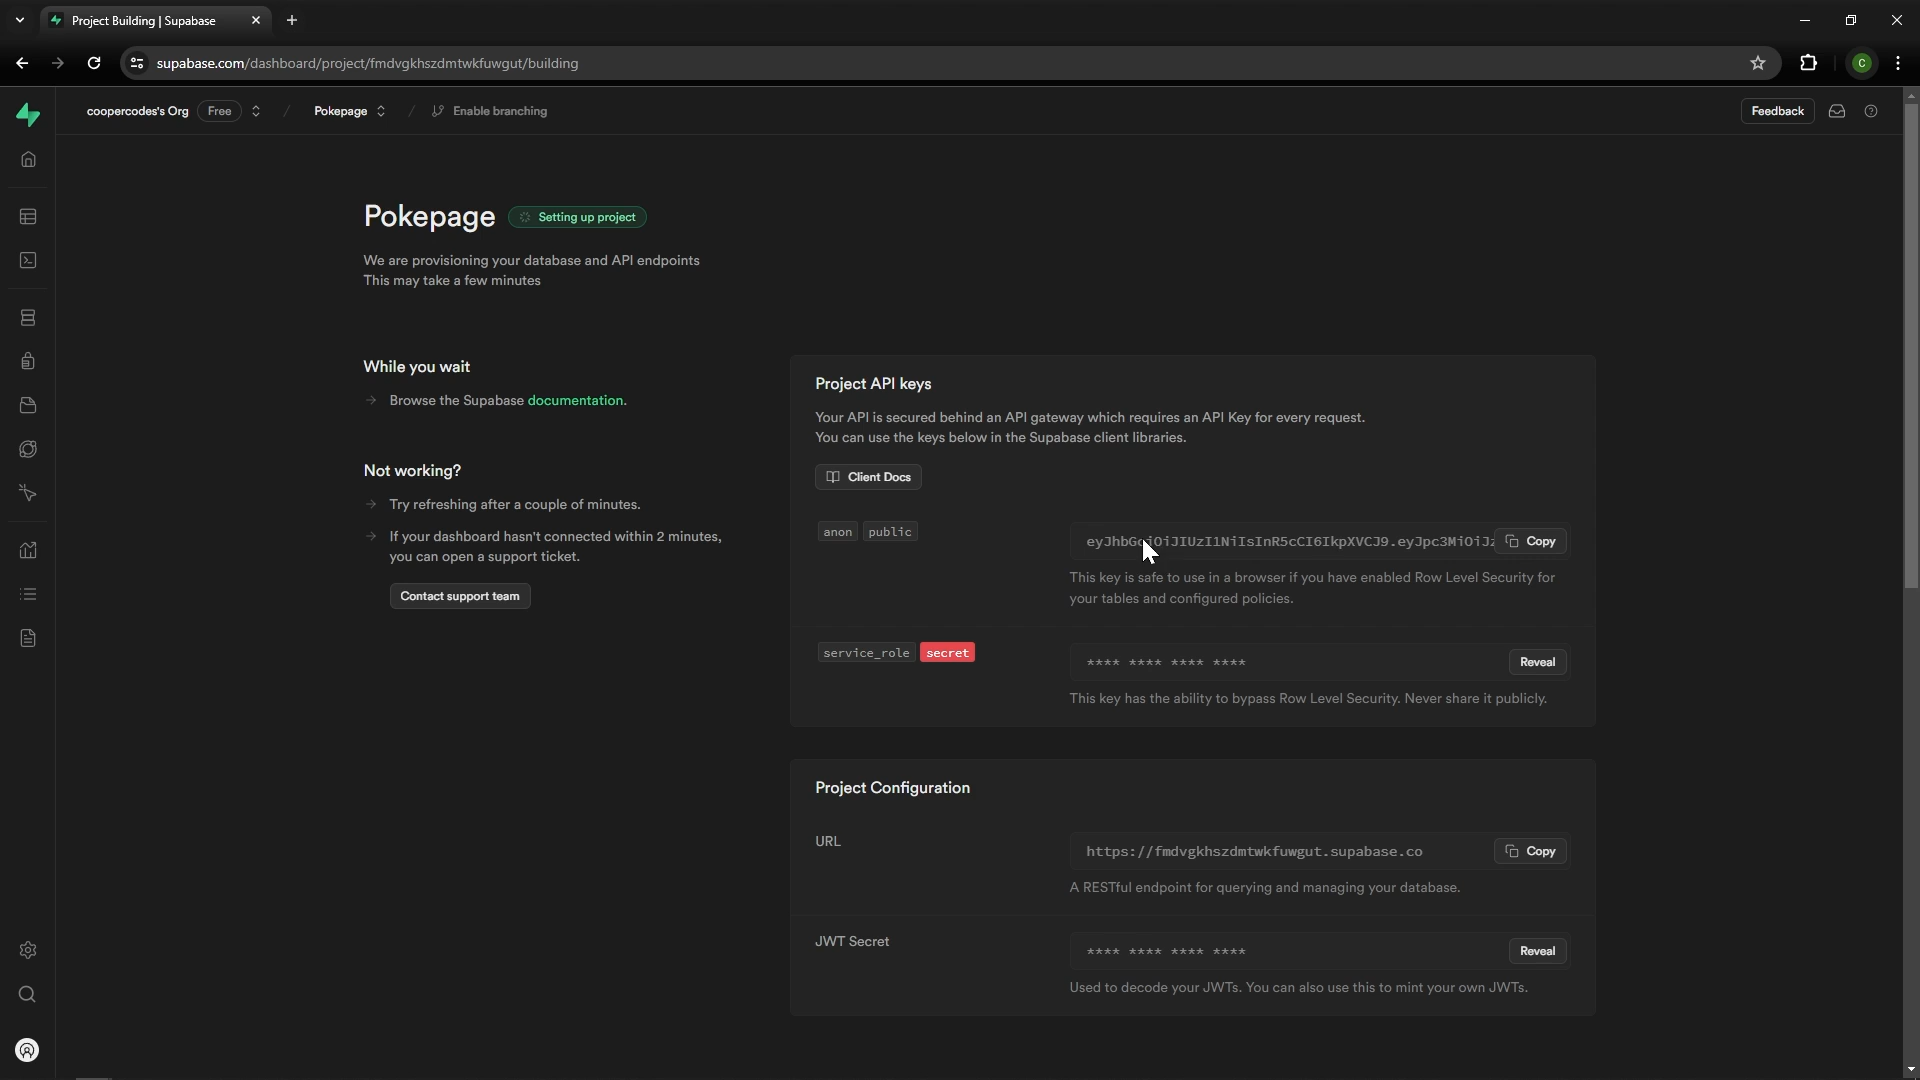 Project Building | Supabase
supabase.com/dashboard/project/fmdvgkhszdmtwkfuwgut/building
C
coopercodes's Org Free / Pokepage / Enable branching
Feedback
Pokepage Setting up project
We are provisioning your database and API endpoints
This may take a few minutes
While you wait
Browse the Supabase documentation.
Not working?
Try refreshing after a couple of minutes.
If your dashboard hasn't connected within 2 minutes,
you can open a support ticket.
Contact support team
Project API keys
Your API is secured behind an API gateway which requires an API Key for every request.
You can use the keys below in the Supabase client libraries.
Client Docs
anon public
Copy
This key is safe to use in a browser if you have enabled Row Level Security for
your tables and configured policies.
service_role secret
**** **** **** ****
Reveal
This key has the ability to bypass Row Level Security. Never share it publicly.
Project Configuration
URL
https://fmdvgkhszdmtwkfuwgut.supabase.co
Copy
A RESTful endpoint for querying and managing your database.
JWT Secret
**** **** **** ****
Reveal
Used to decode your JWTs. You can also use this to mint your own JWTs.